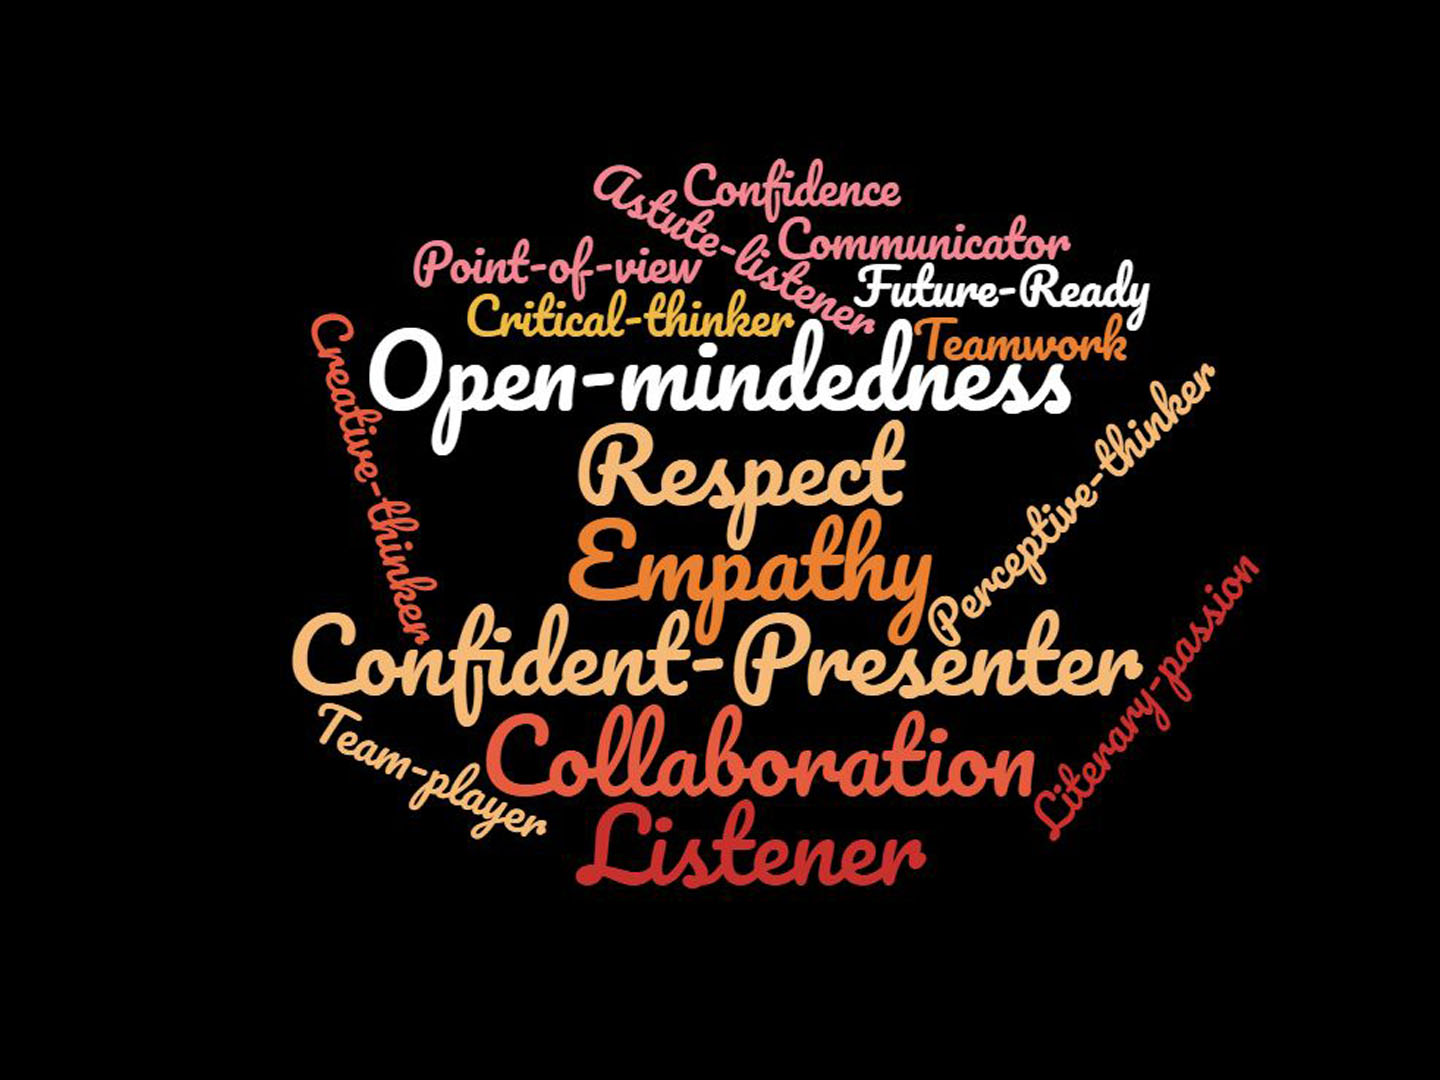 Confidence
Astute-listener
Communicator
Point-of-view
Future-Ready
Critical-thinker
Teamwork
Creative-thinker
Open-mindedness
Perceptive-thinker
Respect
Empathy
Confident-Presenter
Literary-passion
Team-player
Collaboration
Listener